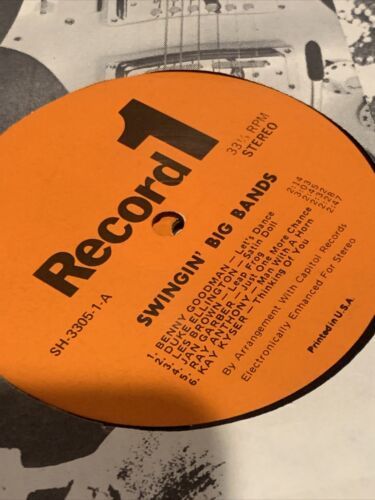 Record 1
33⅓ RPM
STEREO
SH-3305-1-A
SWINGIN' BIG BANDS
1. BENNY GOODMAN — Let's Dance
2. DUKE ELLINGTON — Satin Doll
3. LES BROWN — Leap Frog
4. JAN GARBER — Just One More Chance
5. RAY ANTHONY — Man With A Horn
6. KAY KYSER — Thinking Of You
By Arrangement With Capitol Records
Electronically Enhanced For Stereo
Printed in U.S.A.